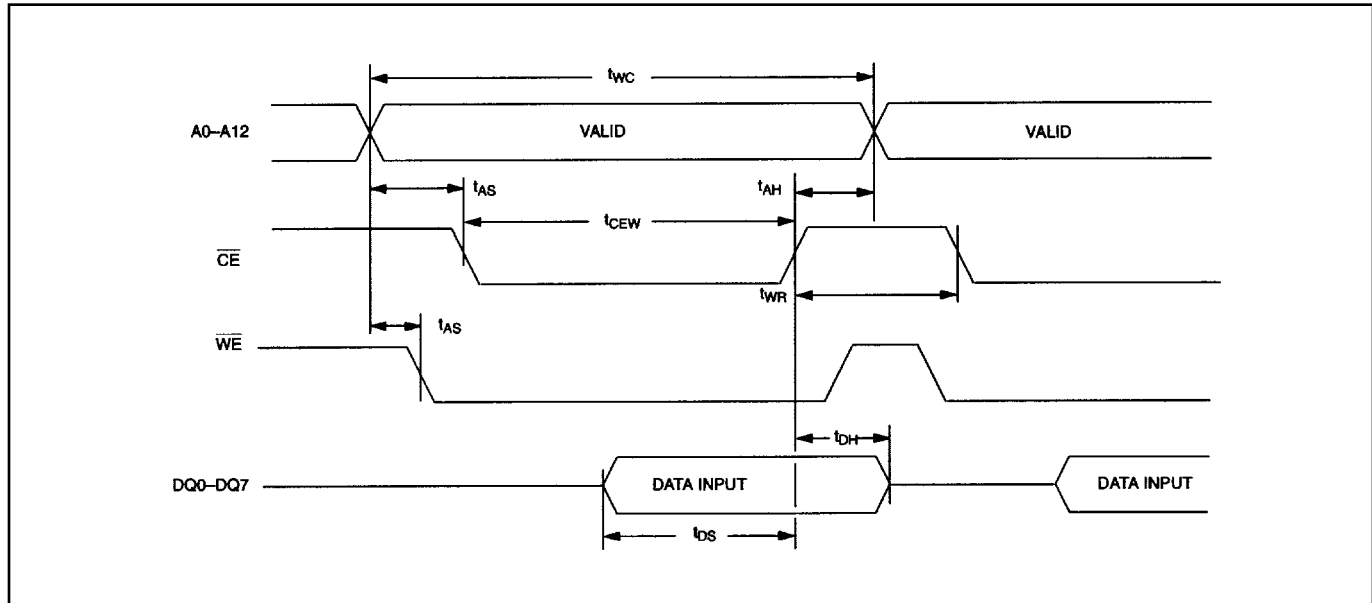 tWC
A0–A12 VALID VALID
tAS tAH
tCEW
CE
tWR
tAS
WE
tDH
DQ0–DQ7 DATA INPUT DATA INPUT
tDS